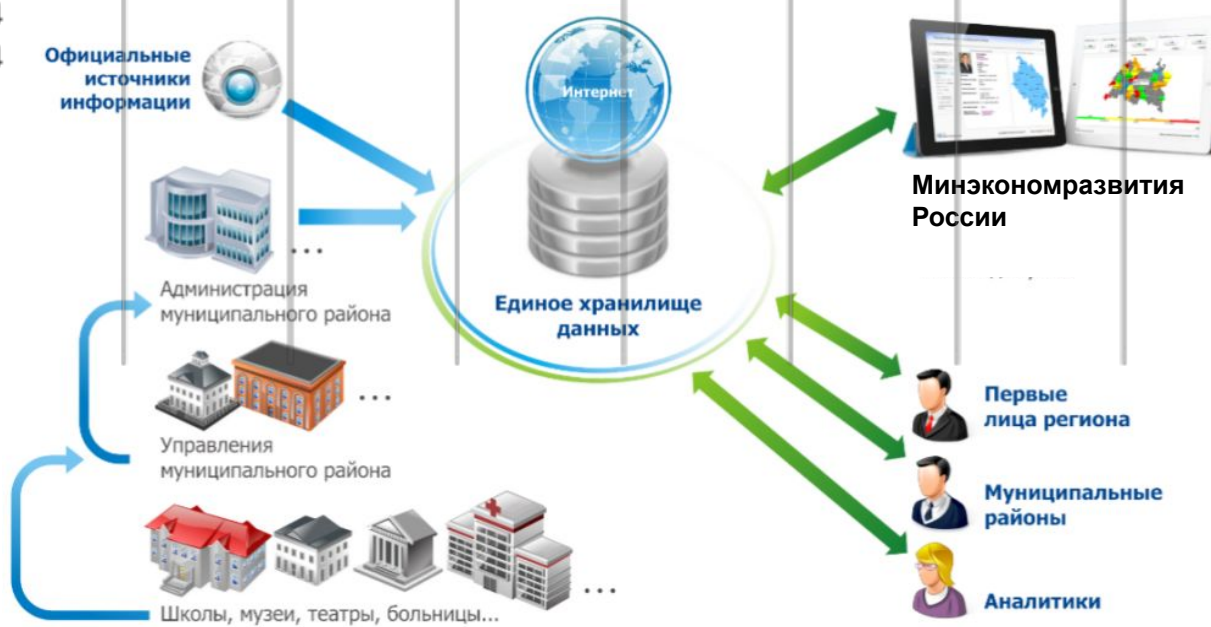 Официальные
источники
информации
Интернет
Минэкономразвития
России
Администрация
муниципального района
Единое хранилище
данных
Управления
муниципального района
Первые
лица региона
Муниципальные
районы
Школы, музеи, театры, больницы...
Аналитики